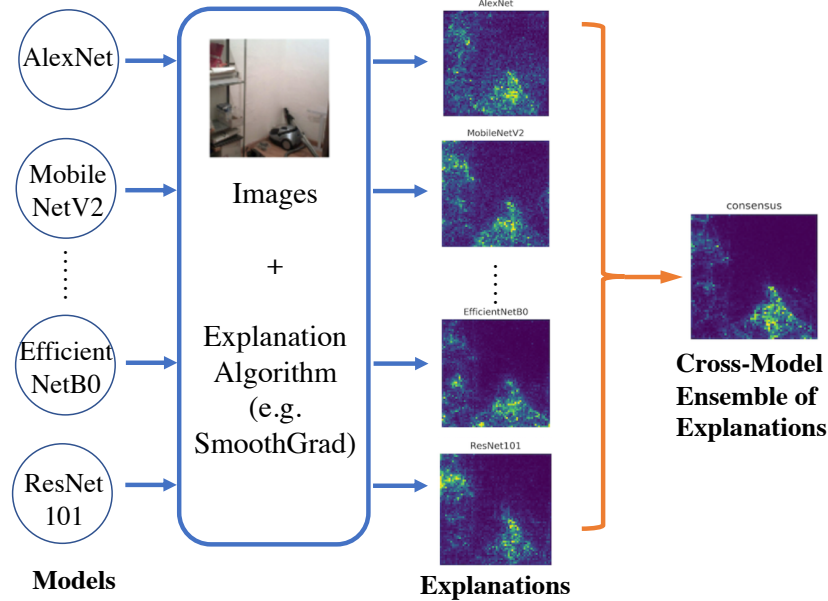 AlexNet
Mobile
NetV2
Efficient
NetB0
ResNet
101
Models
Images
+
Explanation
Algorithm
(e.g.
SmoothGrad)
AlexNet
MobileNetV2
EfficientNetB0
ResNet101
Explanations
consensus
Cross-Model
Ensemble of
Explanations